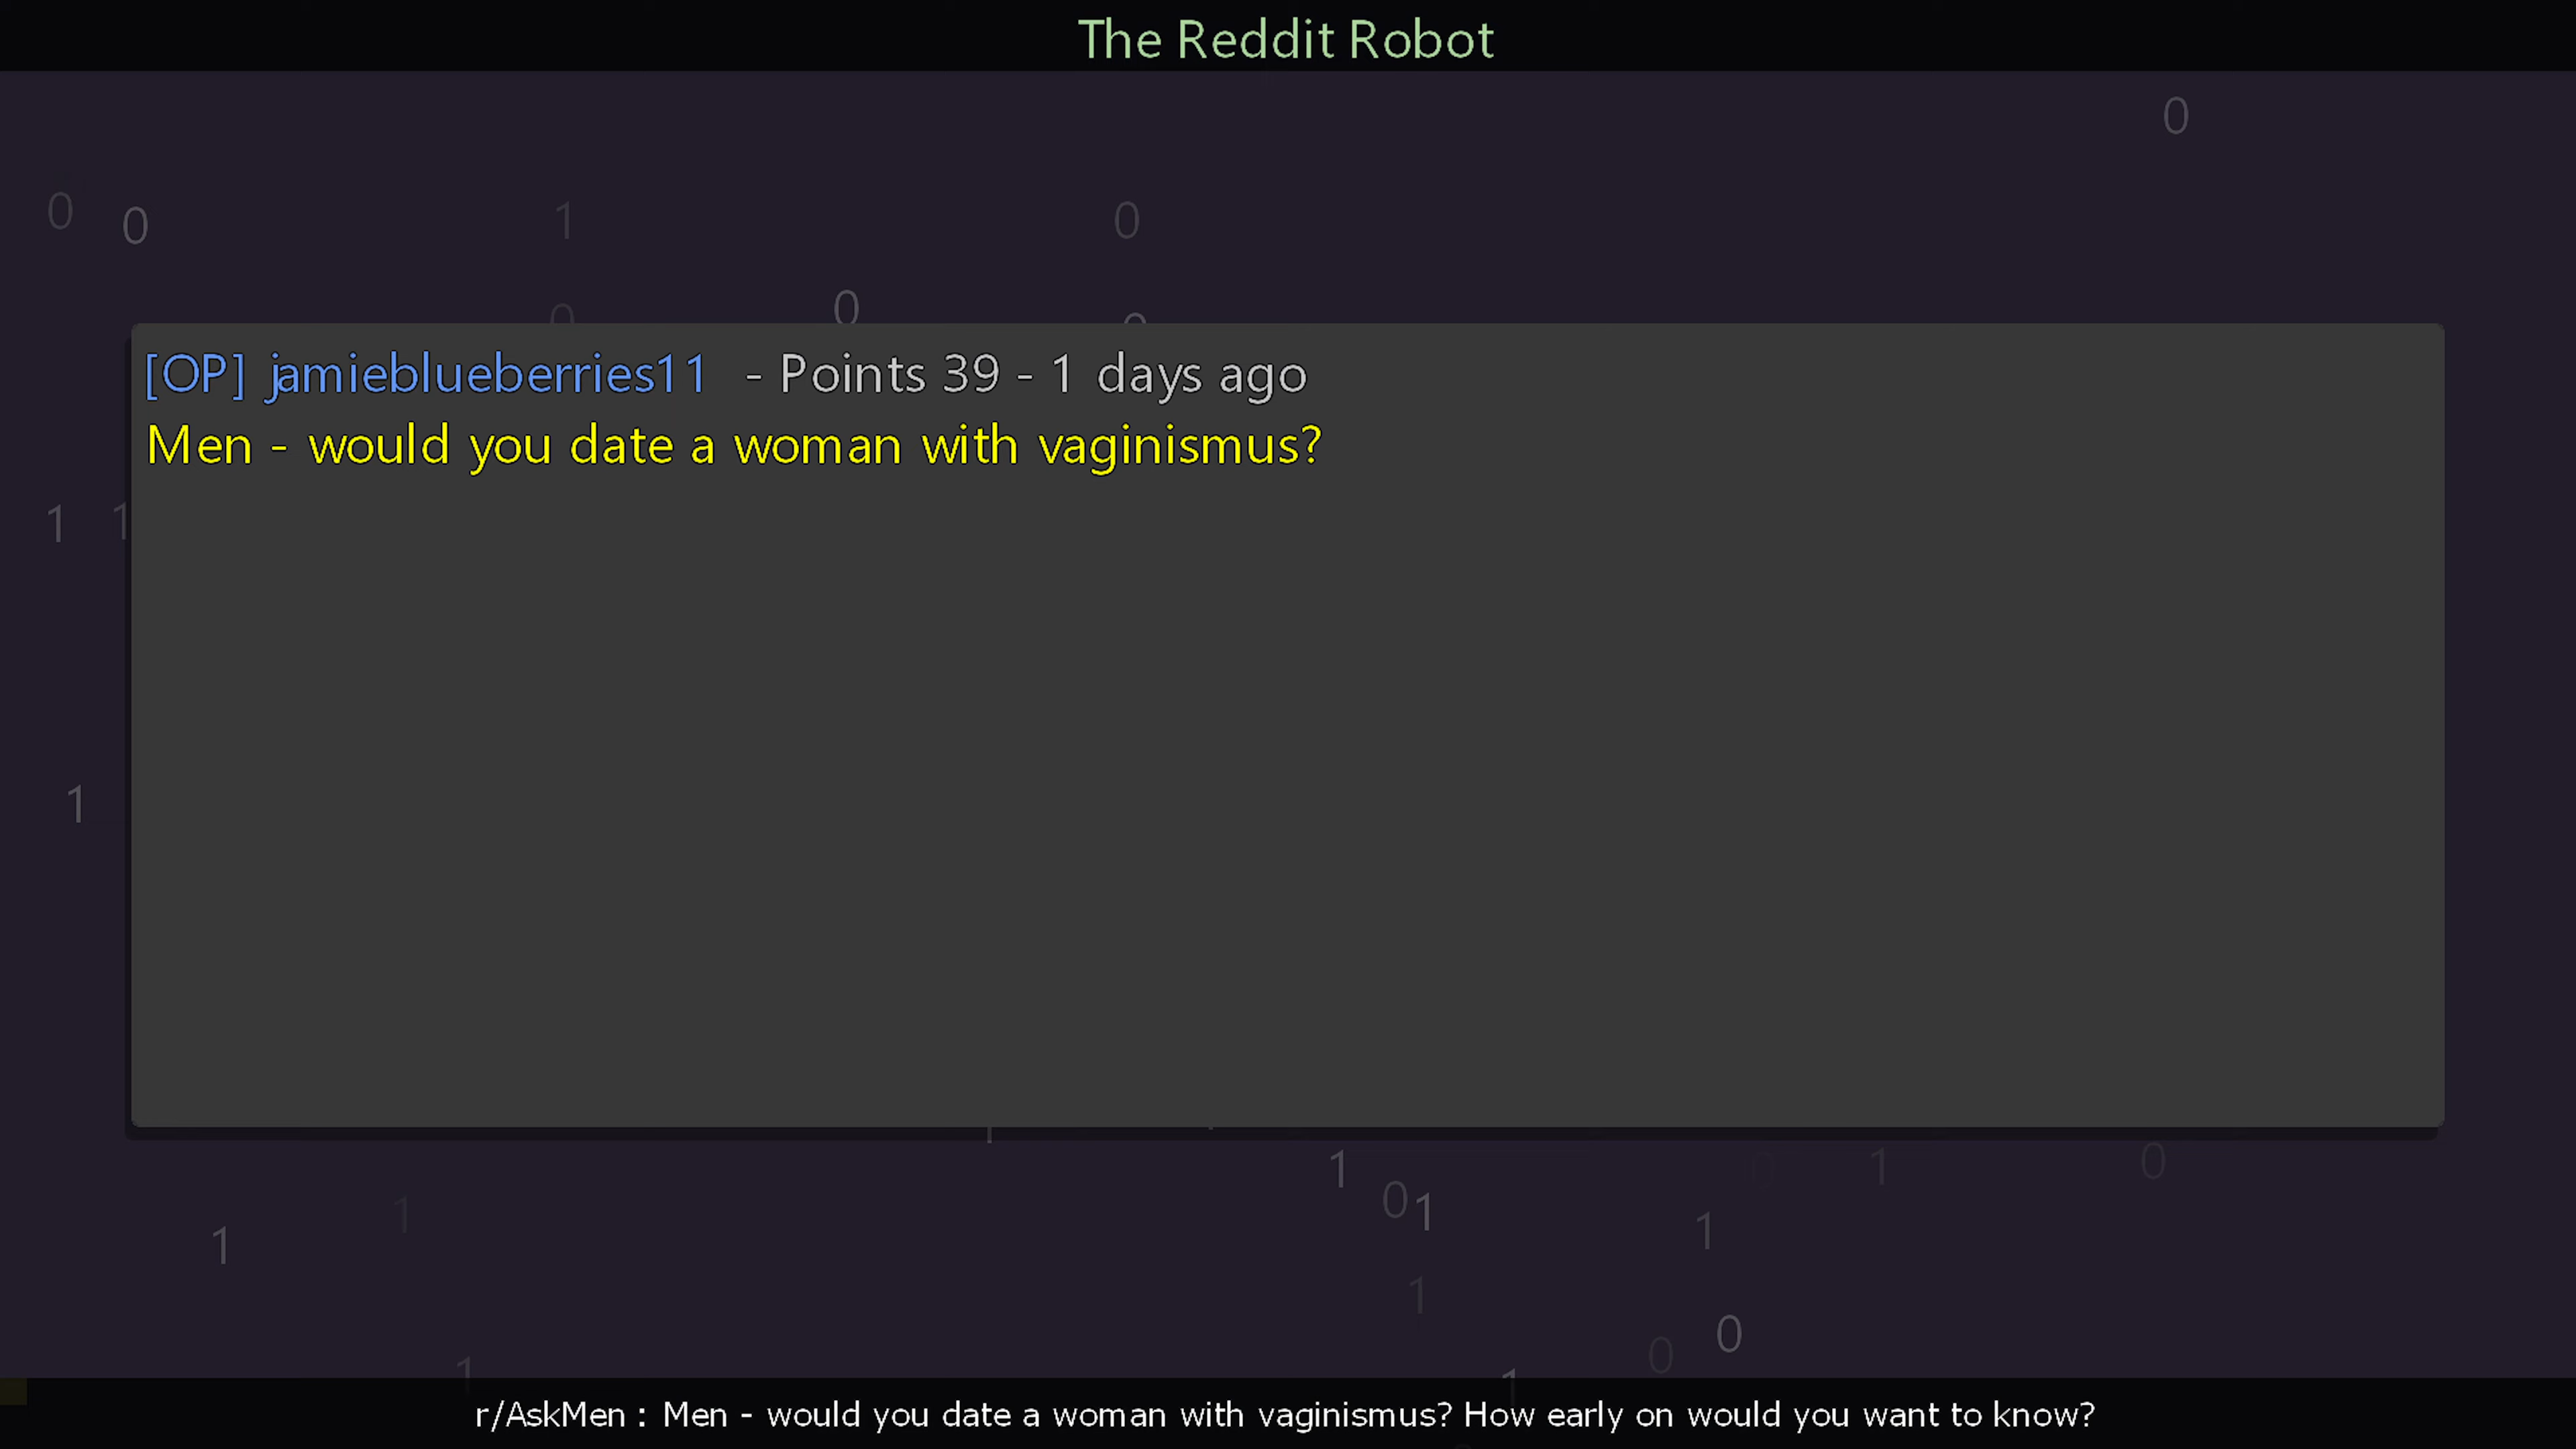 The Reddit Robot
[OP] jamieblueberries11 - Points 39 - 1 days ago
Men - would you date a woman with vaginismus?
r/AskMen : Men - would you date a woman with vaginismus? How early on would you want to know?